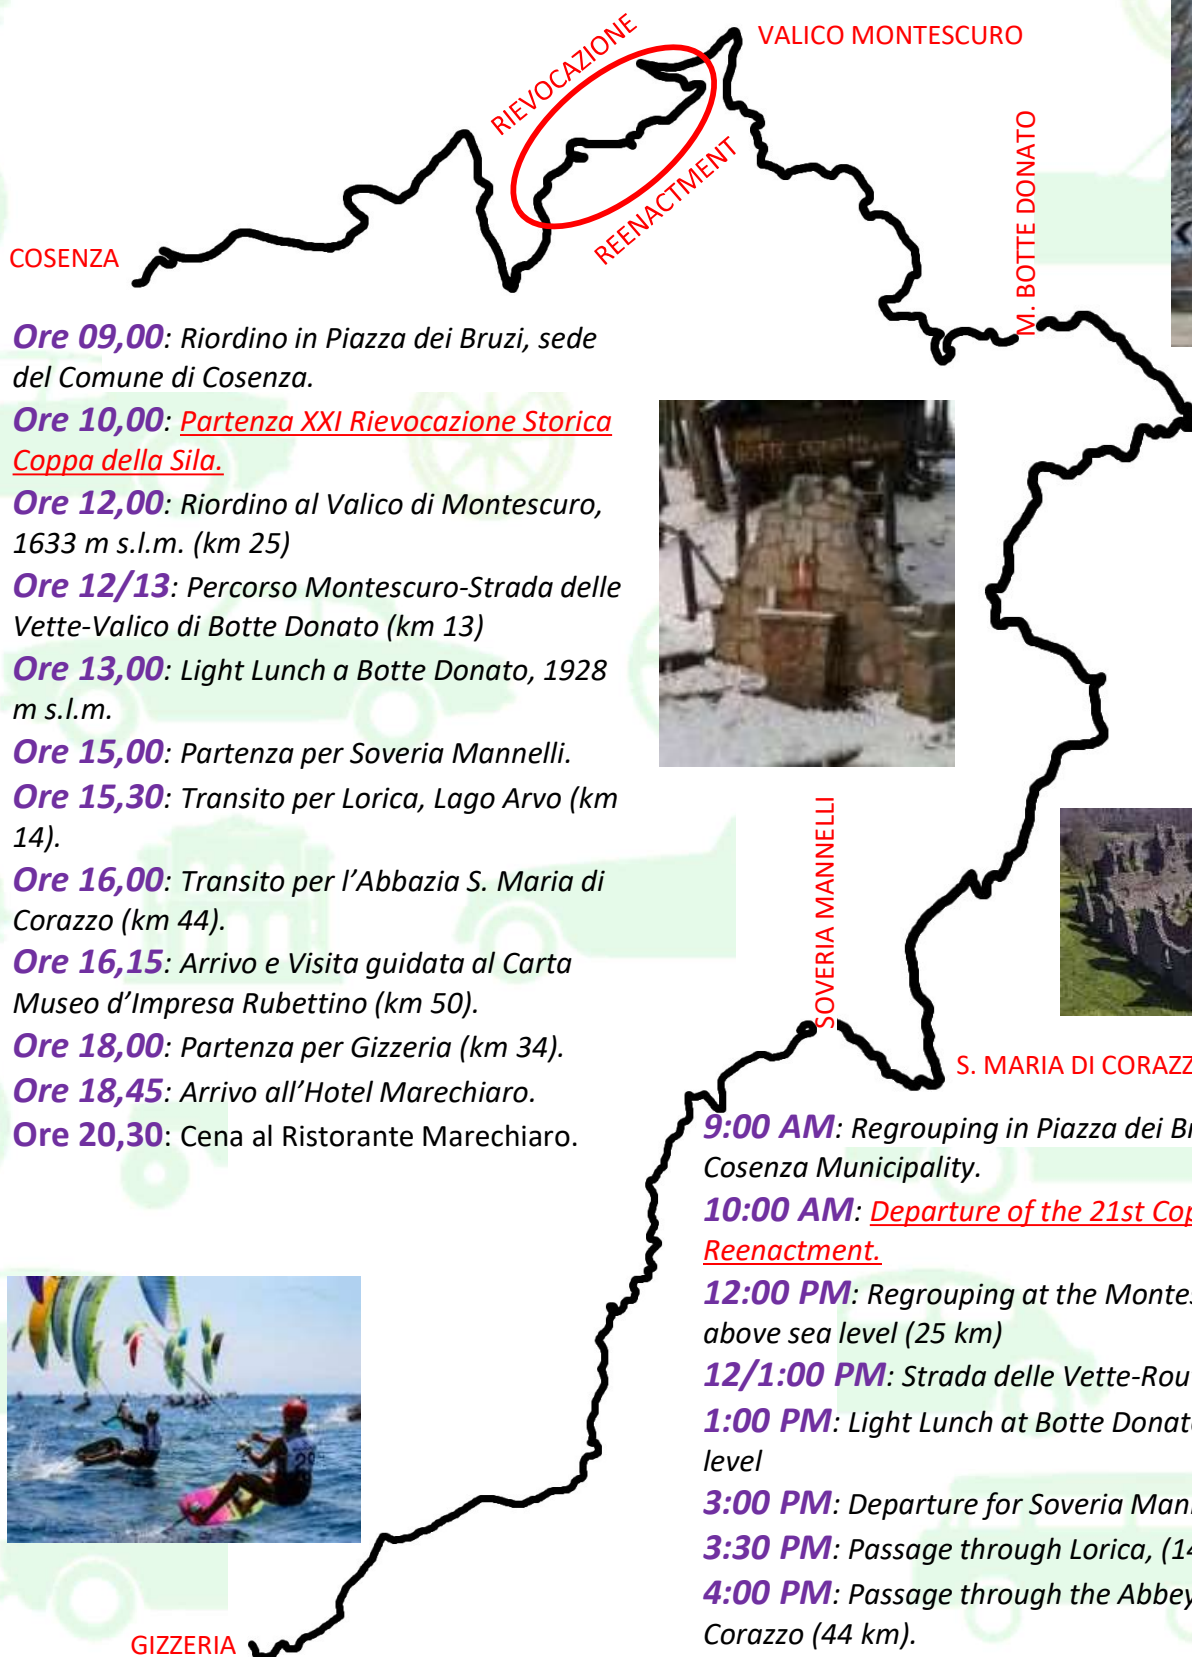 VALICO MONTESCURO
RIEVOCAZIONE
REENACTMENT
M. BOTTE DONATO
COSENZA
Ore 09,00: Riordino in Piazza dei Bruzi, sede
del Comune di Cosenza.
Ore 10,00: Partenza XXI Rievocazione Storica
Coppa della Sila.
Ore 12,00: Riordino al Valico di Montescuro,
1633 m s.l.m. (km 25)
Ore 12/13: Percorso Montescuro-Strada delle
Vette-Valico di Botte Donato (km 13)
Ore 13,00: Light Lunch a Botte Donato, 1928
m s.l.m.
Ore 15,00: Partenza per Soveria Mannelli.
Ore 15,30: Transito per Lorica, Lago Arvo (km
14).
Ore 16,00: Transito per l’Abbazia S. Maria di
Corazzo (km 44).
Ore 16,15: Arrivo e Visita guidata al Carta
Museo d’Impresa Rubettino (km 50).
Ore 18,00: Partenza per Gizzeria (km 34).
Ore 18,45: Arrivo all’Hotel Marechiaro.
Ore 20,30: Cena al Ristorante Marechiaro.
SOVERIA MANNELLI
S. MARIA DI CORAZZ
9:00 AM: Regrouping in Piazza dei Br
Cosenza Municipality.
10:00 AM: Departure of the 21st Cop
Reenactment.
12:00 PM: Regrouping at the Montes
above sea level (25 km)
12/1:00 PM: Strada delle Vette-Rou
1:00 PM: Light Lunch at Botte Donat
level
3:00 PM: Departure for Soveria Man
3:30 PM: Passage through Lorica, (14
4:00 PM: Passage through the Abbey
Corazzo (44 km).
GIZZERIA